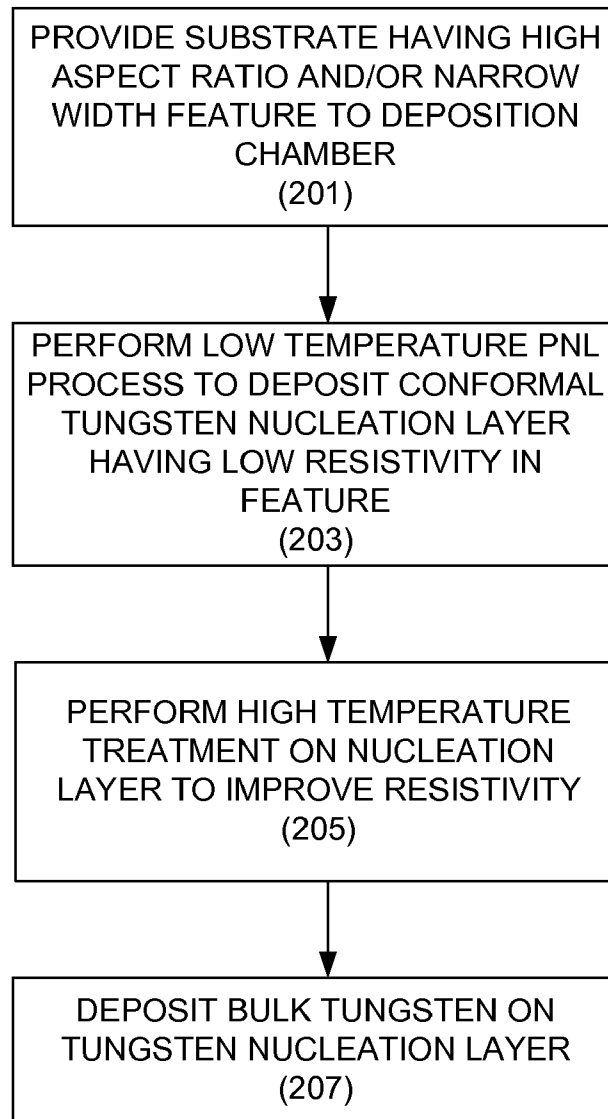 PROVIDE SUBSTRATE HAVING HIGH
ASPECT RATIO AND/OR NARROW
WIDTH FEATURE TO DEPOSITION
CHAMBER
(201)
PERFORM LOW TEMPERATURE PNL
PROCESS TO DEPOSIT CONFORMAL
TUNGSTEN NUCLEATION LAYER
HAVING LOW RESISTIVITY IN
FEATURE
(203)
PERFORM HIGH TEMPERATURE
TREATMENT ON NUCLEATION
LAYER TO IMPROVE RESISTIVITY
(205)
DEPOSIT BULK TUNGSTEN ON
TUNGSTEN NUCLEATION LAYER
(207)